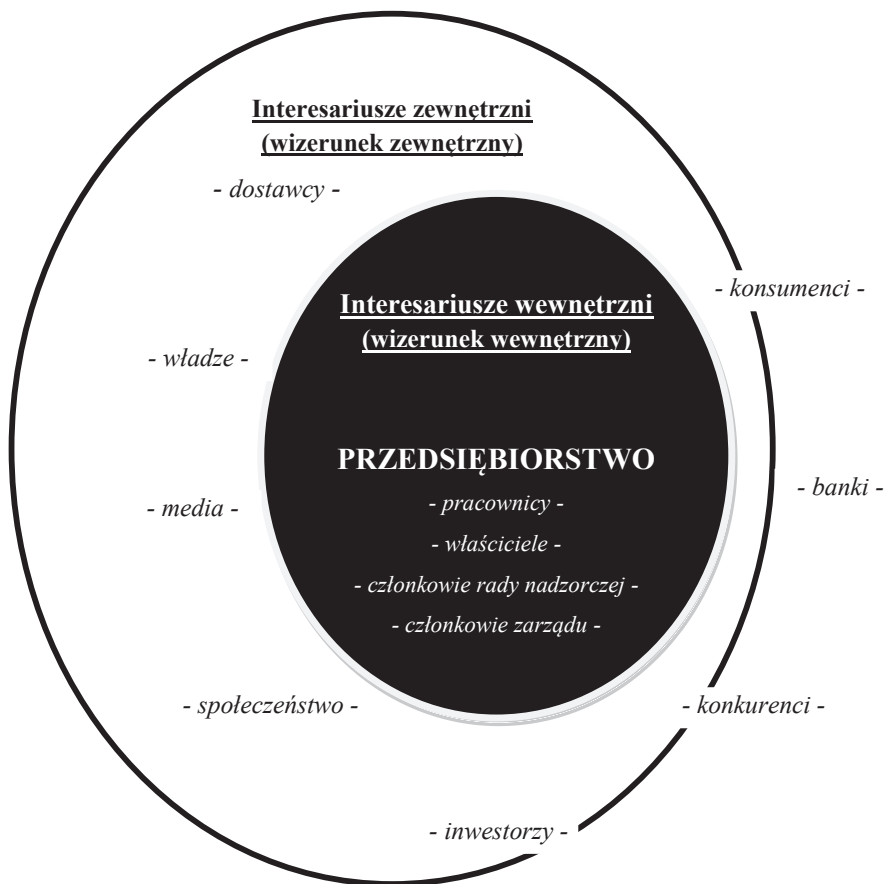 Interesariusze zewnętrzni
(wizerunek zewnętrzny)
- dostawcy -
- konsumenci -
Interesariusze wewnętrzni
(wizerunek wewnętrzny)
- władze -
PRZEDSIĘBIORSTWO
- pracownicy -
- właściciele -
- członkowie rady nadzorczej -
- członkowie zarządu -
- banki -
- media -
- społeczeństwo -
- konkurenci -
- inwestorzy -